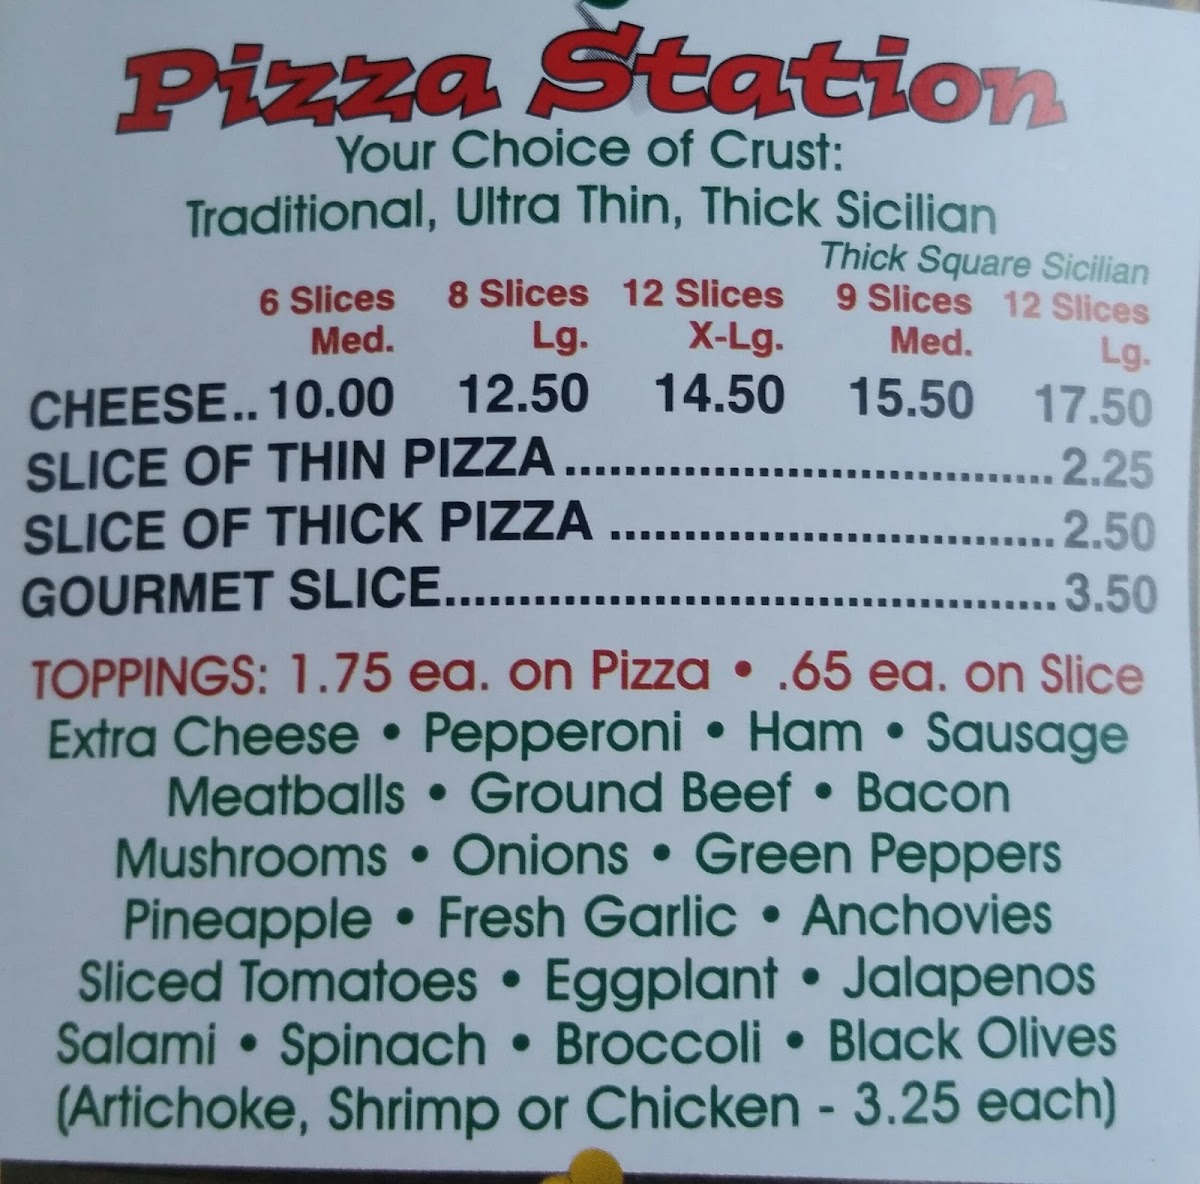 Pizza Station
Your Choice of Crust:
Traditional, Ultra Thin, Thick Sicilian
Thick Square Sicilian
6 Slices 8 Slices 12 Slices 9 Slices 12 Slices
Med. Lg. X-Lg. Med. Lg.
CHEESE.. 10.00 12.50 14.50 15.50 17.50
SLICE OF THIN PIZZA ................................. 2.25
SLICE OF THICK PIZZA .............................. 2.50
GOURMET SLICE.......................................... 3.50
TOPPINGS: 1.75 ea. on Pizza • .65 ea. on Slice
Extra Cheese • Pepperoni • Ham • Sausage
Meatballs • Ground Beef • Bacon
Mushrooms • Onions • Green Peppers
Pineapple • Fresh Garlic • Anchovies
Sliced Tomatoes • Eggplant • Jalapenos
Salami • Spinach • Broccoli • Black Olives
(Artichoke, Shrimp or Chicken - 3.25 each)